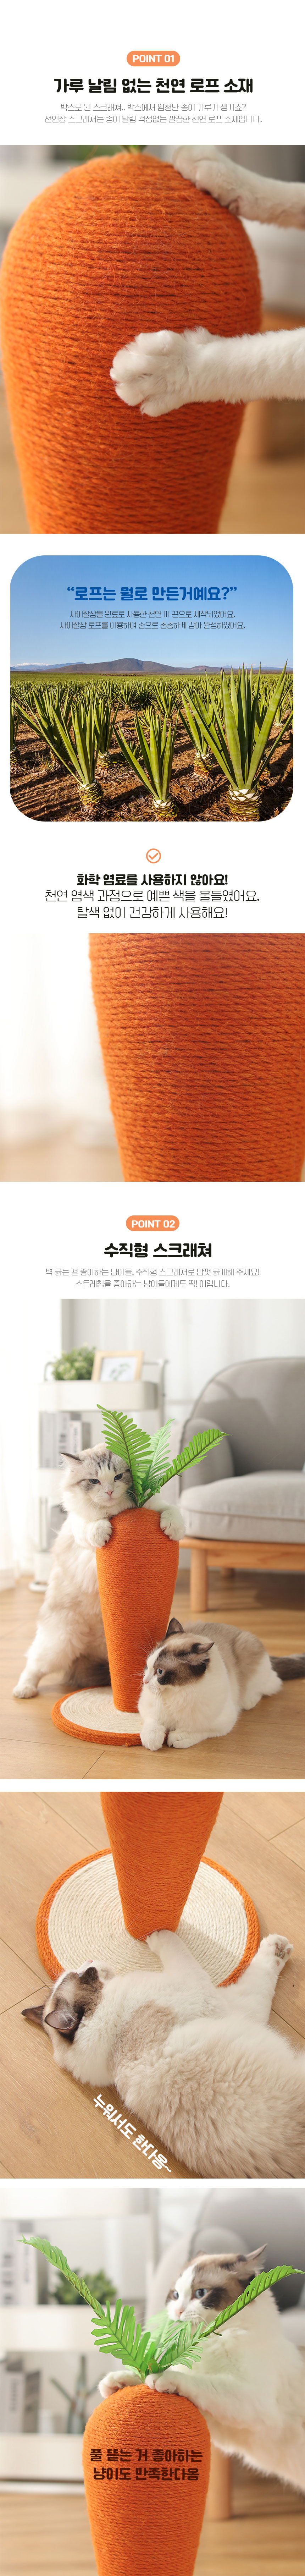 POINT 01
가루 날림 없는 천연 로프 소재
박스로 된 스크래쳐.. 박스에서 엄청난 종이 가루가 생기죠?
선인장 스크래쳐는 종이 날림 걱정없는 깔끔한 천연 로프 소재입니다.
“로프는 뭘로 만든거예요?”
사이잘삼을 원료로 사용한 천연 마 끈으로 제작되었어요.
사이잘삼 로프를 이용하여 손으로 촘촘하게 감아 완성하였어요.
화학 염료를 사용하지 않아요!
천연 염색 과정으로 예쁜 색을 물들였어요.
탈색 없이 건강하게 사용해요!
POINT 02
수직형 스크래쳐
벽 긁는 걸 좋아하는 냥이들, 수직형 스크래쳐로 맘껏 긁게해 주세요!
스트레칭을 좋아하는 냥이들에게도 딱! 이랍니다.
누워서도 한다옹~
풀 뜯는 거 좋아하는
냥이도 만족한다옹